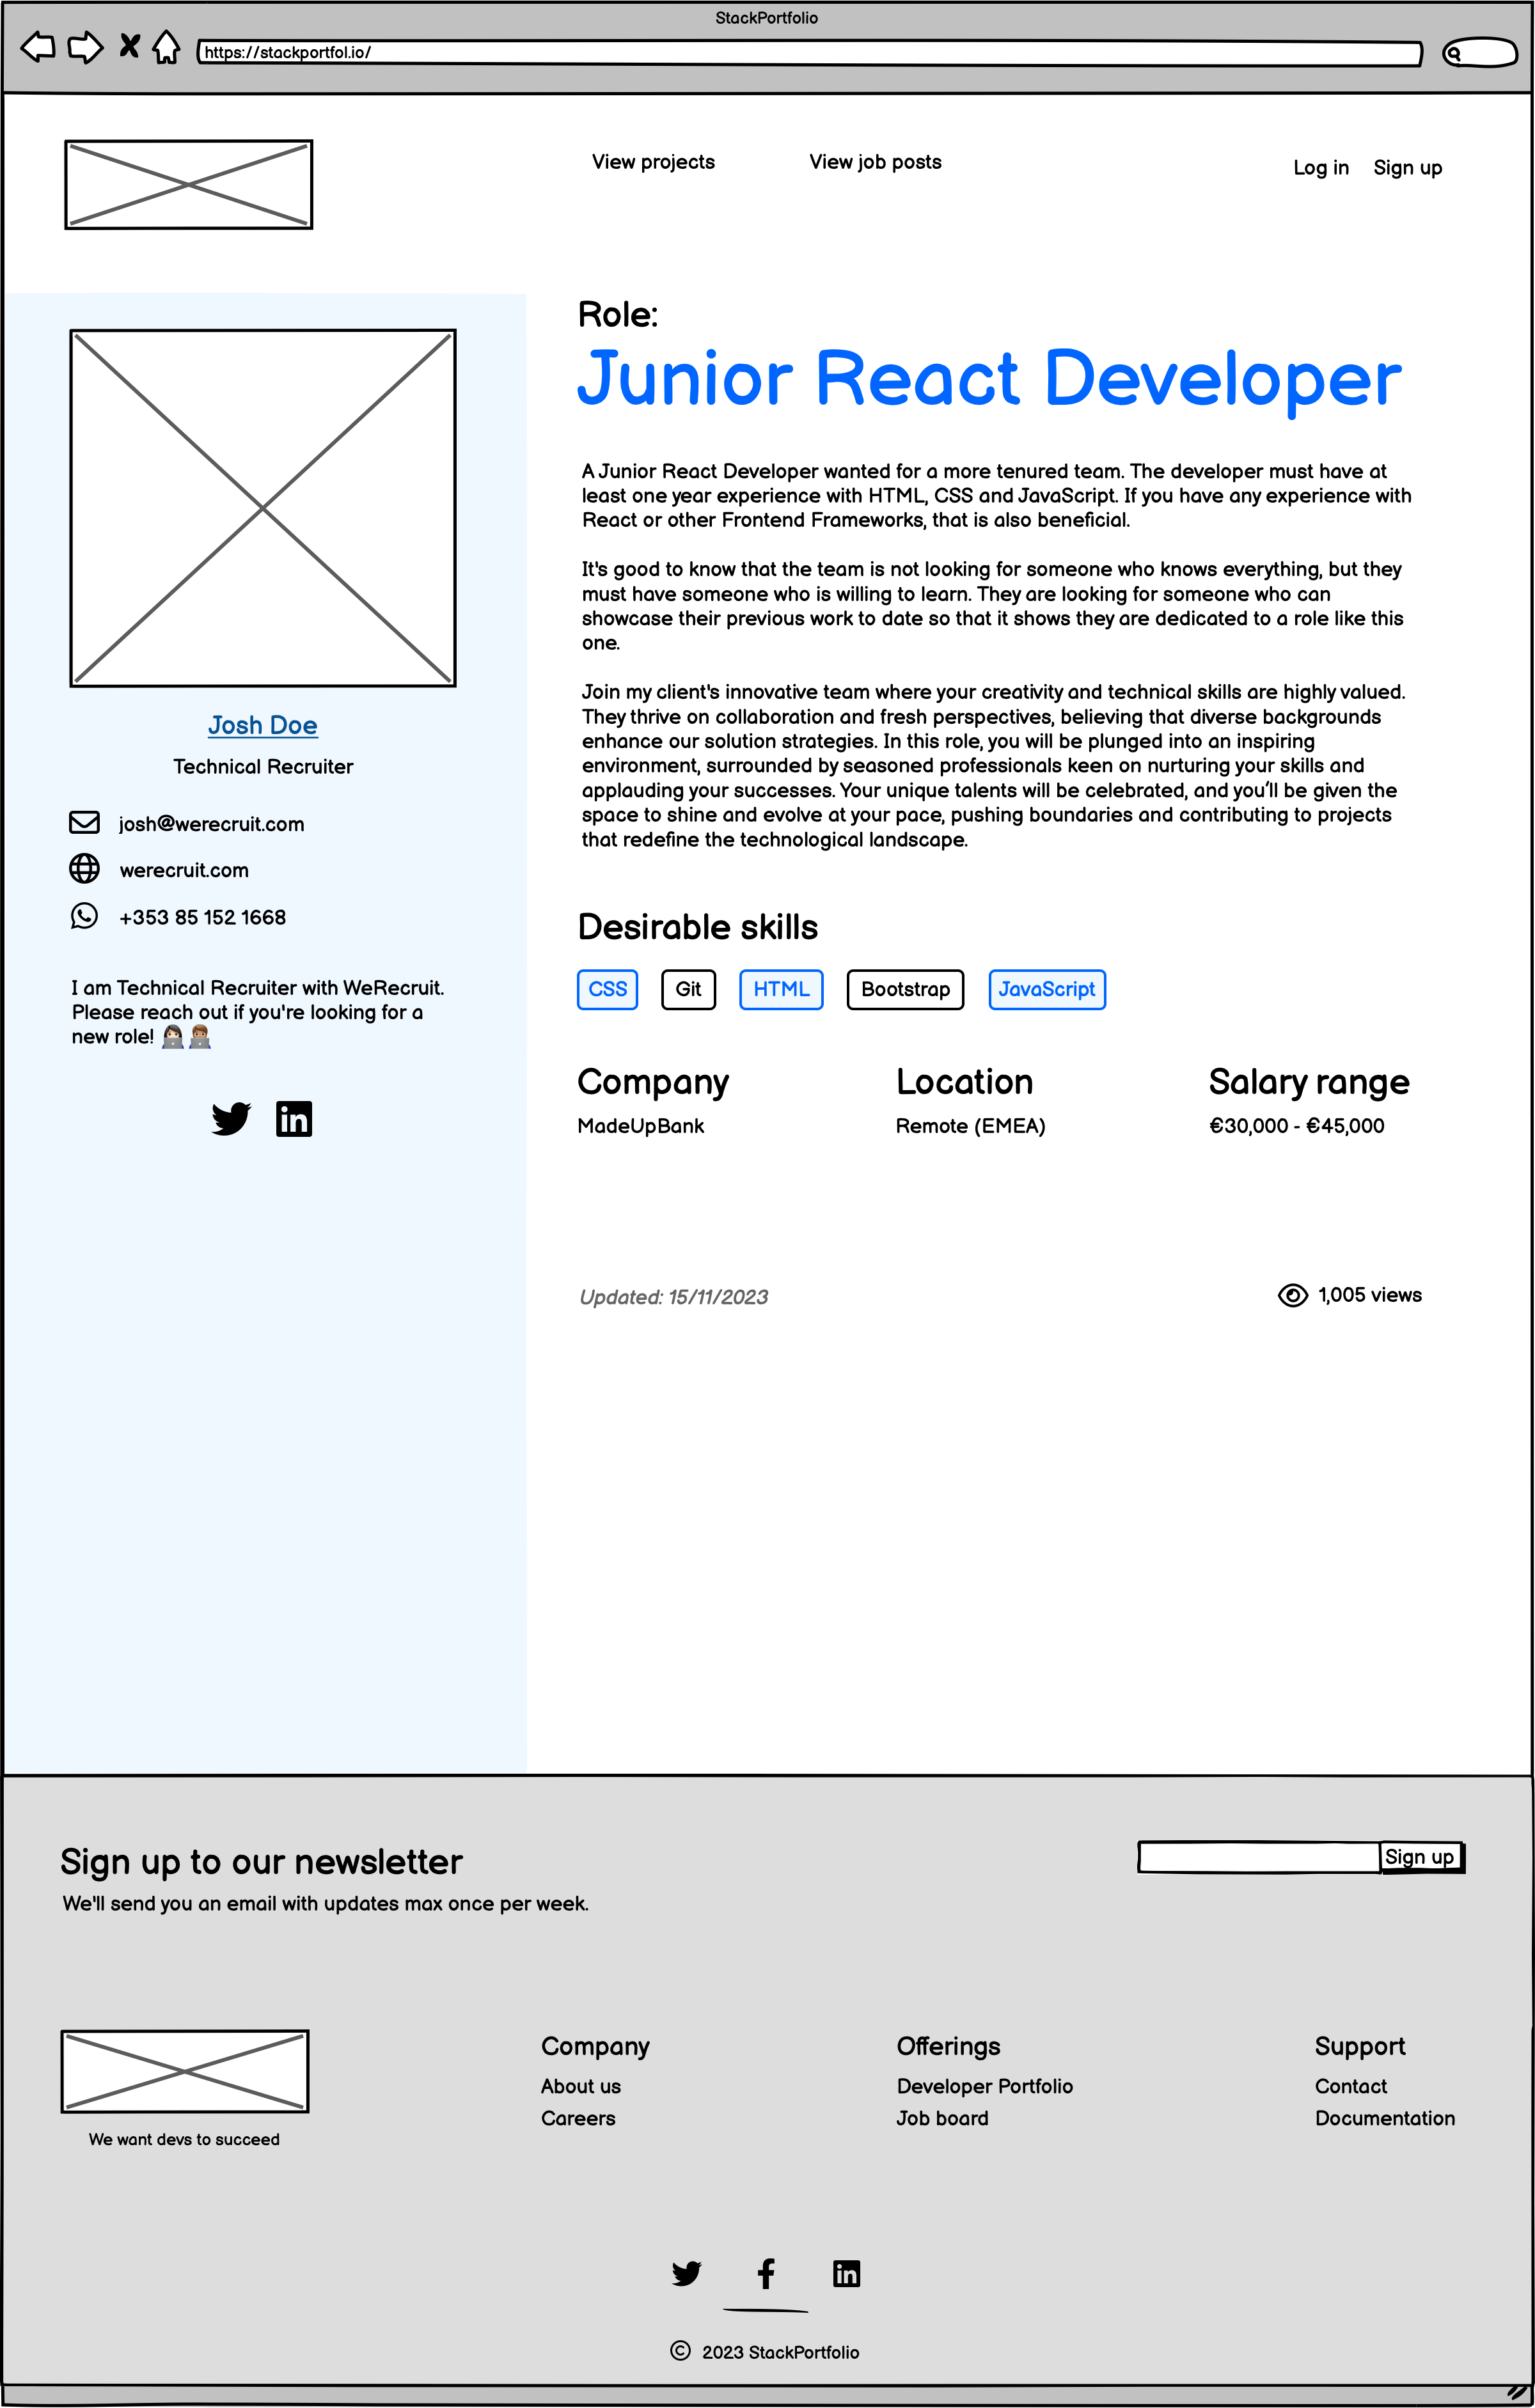 StackPortfolio
https://stackportfol.io/
View projects
View job posts
Log in
Sign up
Josh Doe
Technical Recruiter
josh@werecruit.com
werecruit.com
+353 85 152 1668
I am Technical Recruiter with WeRecruit.
Please reach out if you're looking for a
new role! 👩🏻‍💻👨🏽‍💻
Role:
Junior React Developer
A Junior React Developer wanted for a more tenured team. The developer must have at
least one year experience with HTML, CSS and JavaScript. If you have any experience with
React or other Frontend Frameworks, that is also beneficial.
It's good to know that the team is not looking for someone who knows everything, but they
must have someone who is willing to learn. They are looking for someone who can
showcase their previous work to date so that it shows they are dedicated to a role like this
one.
Join my client's innovative team where your creativity and technical skills are highly valued.
They thrive on collaboration and fresh perspectives, believing that diverse backgrounds
enhance our solution strategies. In this role, you will be plunged into an inspiring
environment, surrounded by seasoned professionals keen on nurturing your skills and
applauding your successes. Your unique talents will be celebrated, and you’ll be given the
space to shine and evolve at your pace, pushing boundaries and contributing to projects
that redefine the technological landscape.
Desirable skills
CSS
Git
HTML
Bootstrap
JavaScript
Company
MadeUpBank
Location
Remote (EMEA)
Salary range
€30,000 - €45,000
Updated: 15/11/2023
1,005 views
Sign up to our newsletter
We'll send you an email with updates max once per week.
Sign up
We want devs to succeed
Company
About us
Careers
Offerings
Developer Portfolio
Job board
Support
Contact
Documentation
© 2023 StackPortfolio